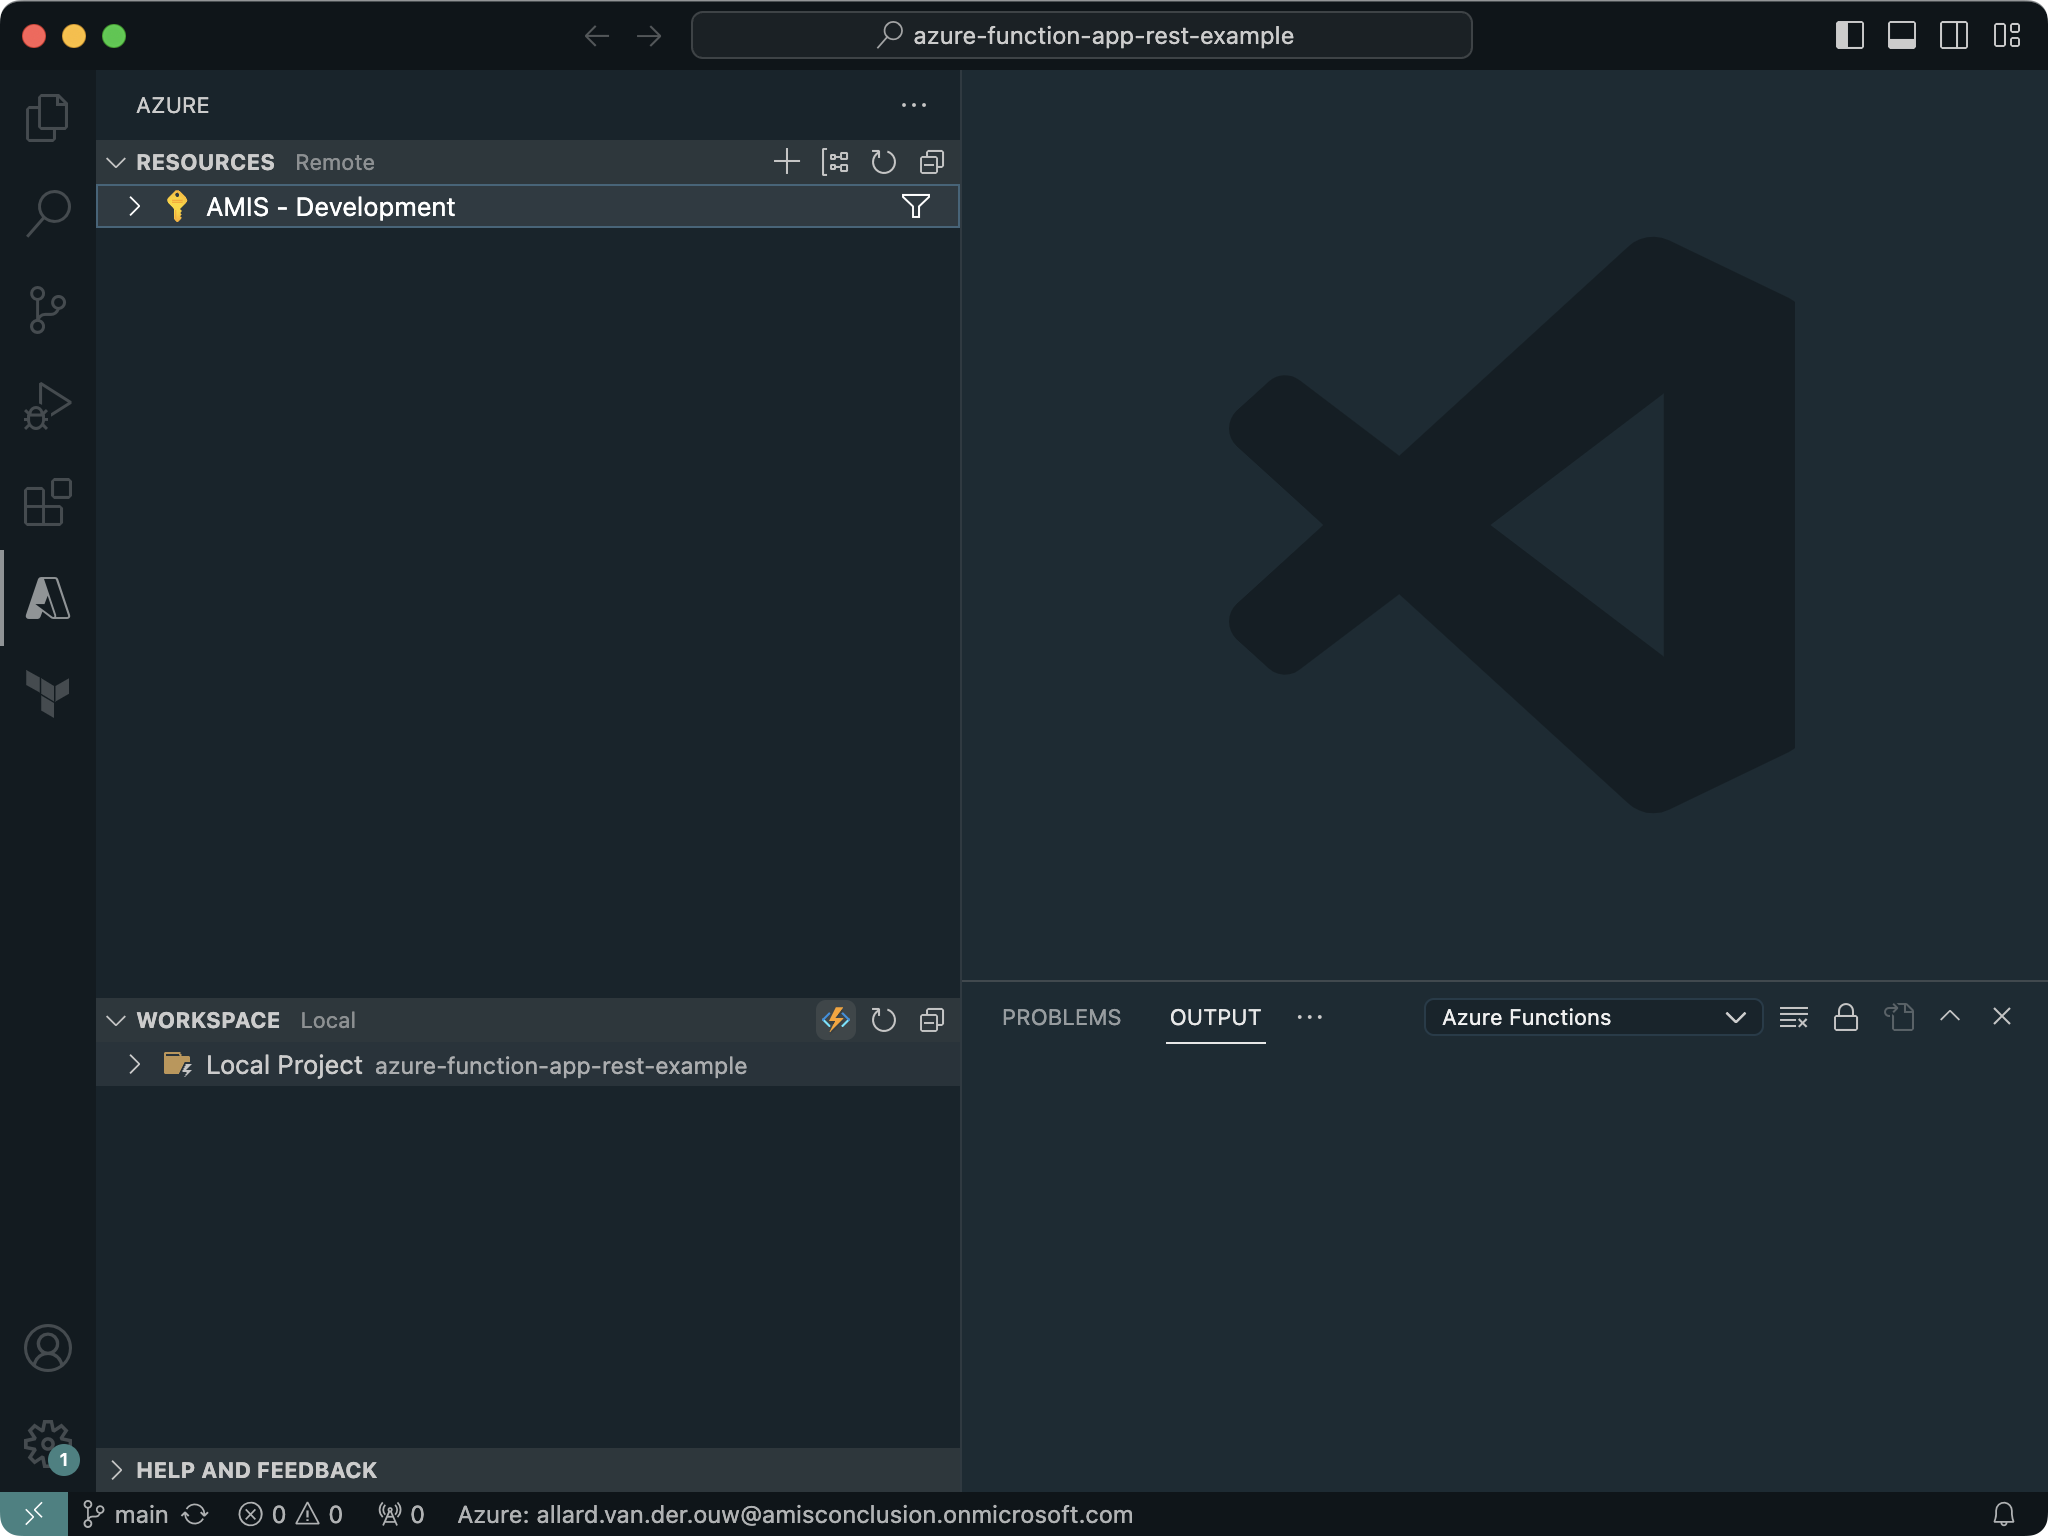 azure-function-app-rest-example
AZURE
RESOURCES Remote
AMIS - Development
WORKSPACE Local
Local Project azure-function-app-rest-example
HELP AND FEEDBACK
PROBLEMS OUTPUT Azure Functions
1
main 0 0 0 Azure: allard.van.der.ouw@amisconclusion.onmicrosoft.com